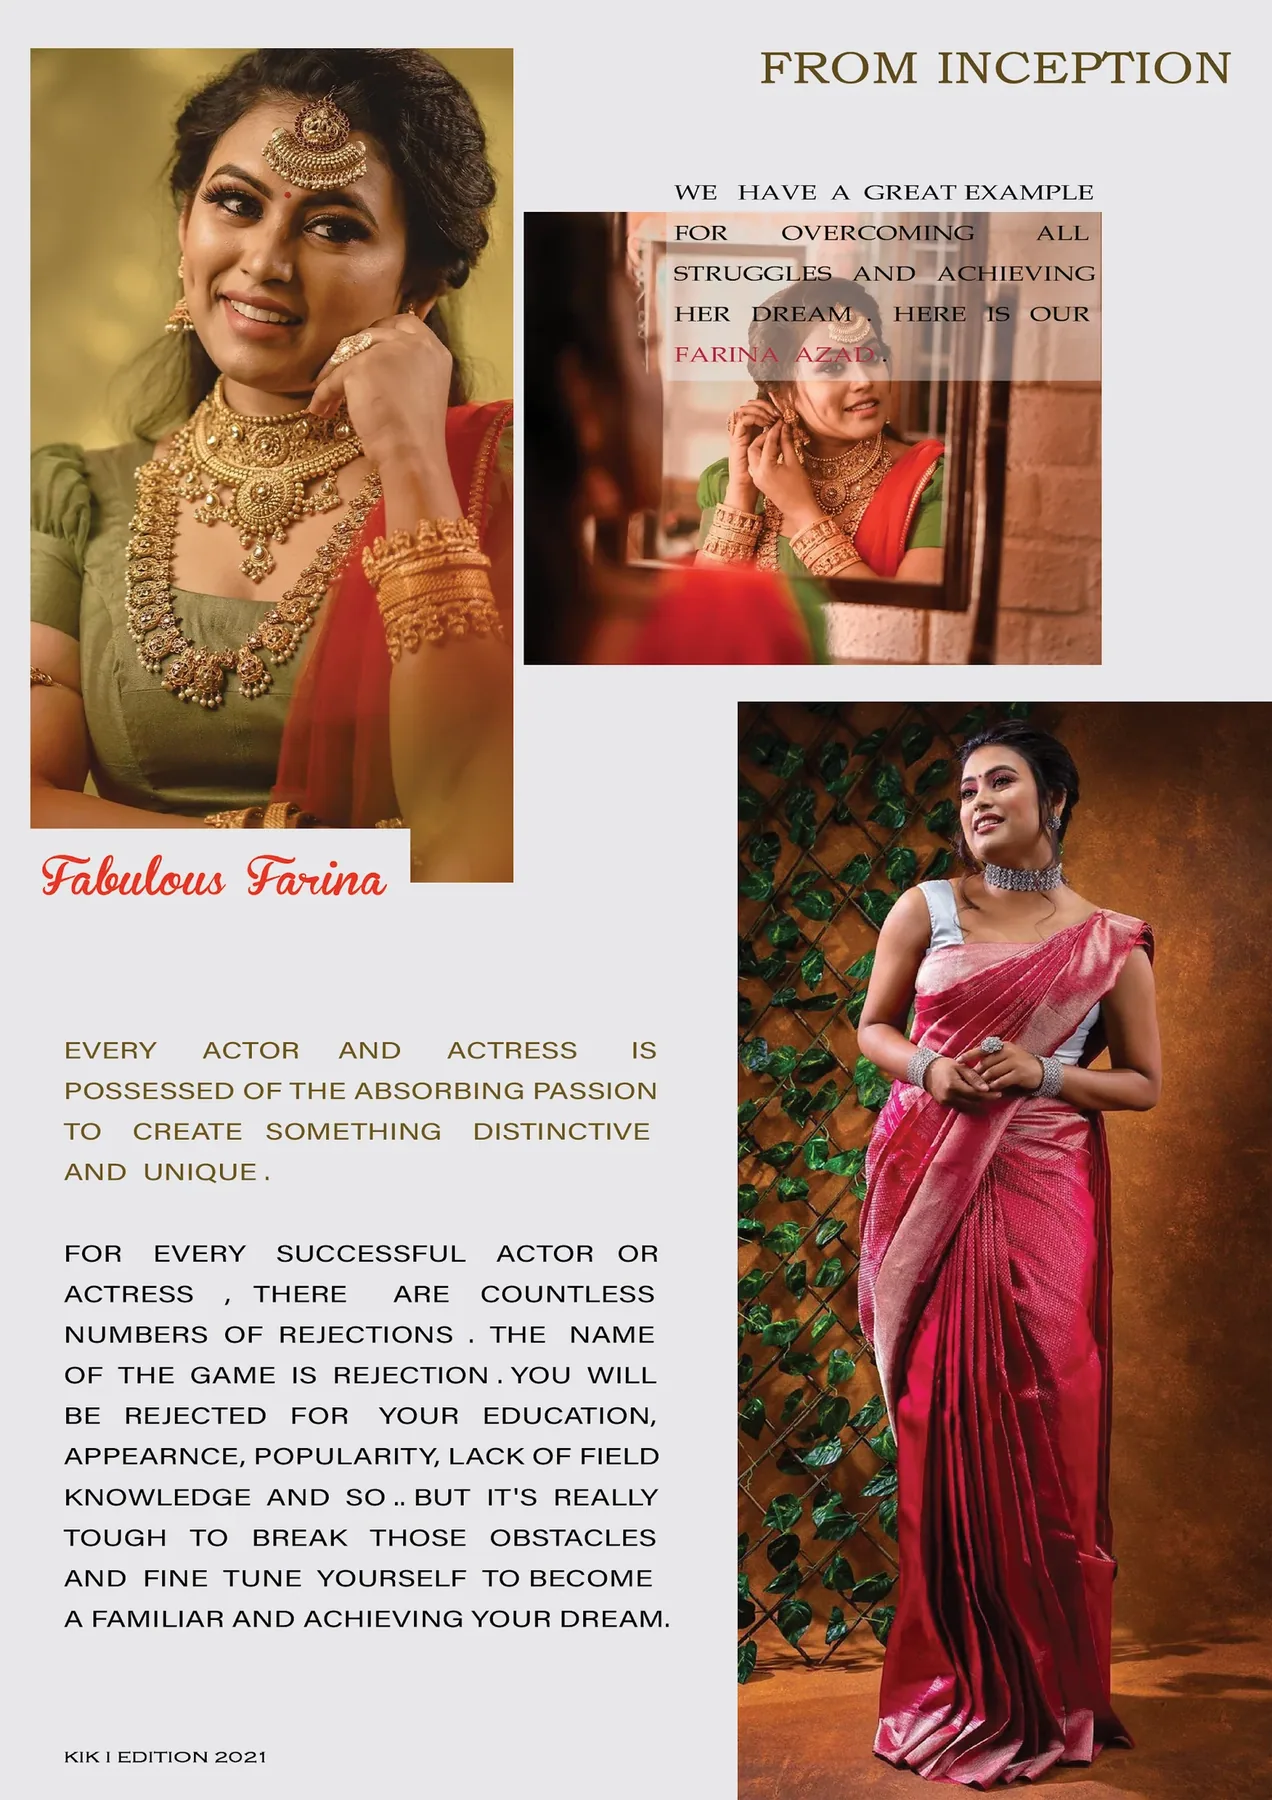 FROM INCEPTION
WE HAVE A GREAT EXAMPLE
FOR OVERCOMING ALL
STRUGGLES AND ACHIEVING
HER DREAM . HERE IS OUR
FARINA AZAD .
Fabulous Farina
EVERY ACTOR AND ACTRESS IS
POSSESSED OF THE ABSORBING PASSION
TO CREATE SOMETHING DISTINCTIVE
AND UNIQUE .
FOR EVERY SUCCESSFUL ACTOR OR
ACTRESS , THERE ARE COUNTLESS
NUMBERS OF REJECTIONS . THE NAME
OF THE GAME IS REJECTION . YOU WILL
BE REJECTED FOR YOUR EDUCATION,
APPEARNCE, POPULARITY, LACK OF FIELD
KNOWLEDGE AND SO .. BUT IT'S REALLY
TOUGH TO BREAK THOSE OBSTACLES
AND FINE TUNE YOURSELF TO BECOME
A FAMILIAR AND ACHIEVING YOUR DREAM.
KIK I EDITION 2021